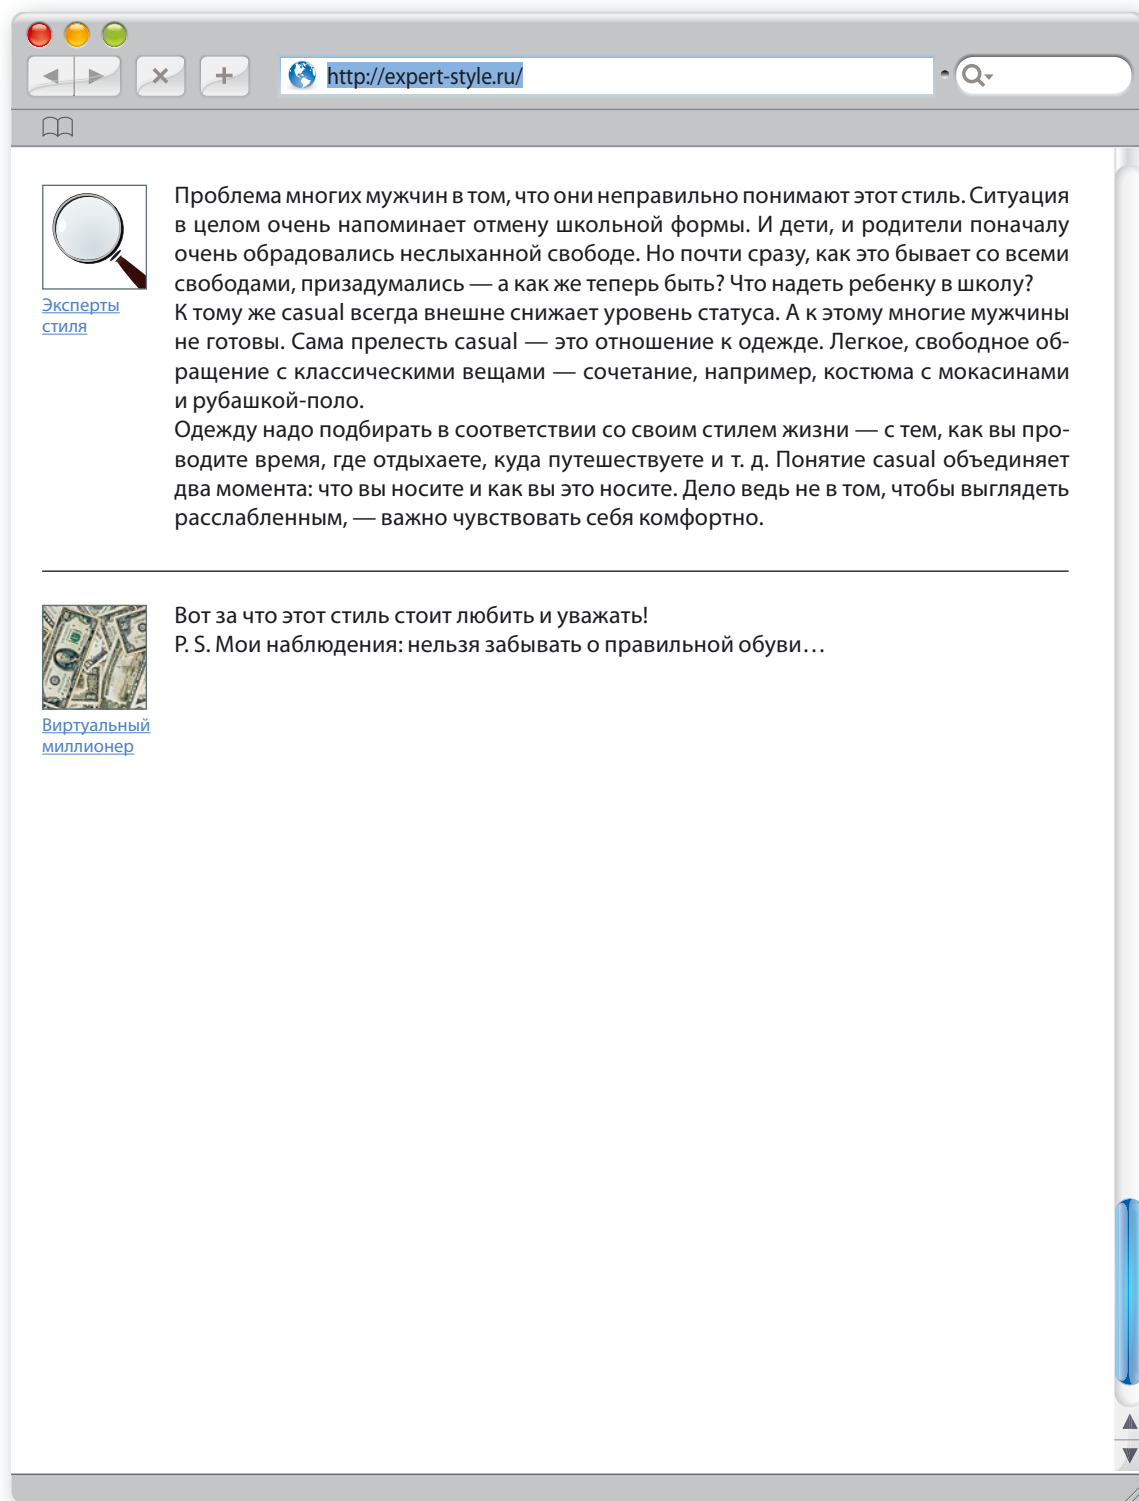 http://expert-style.ru/
Проблема многих мужчин в том, что они неправильно понимают этот стиль. Ситуация
в целом очень напоминает отмену школьной формы. И дети, и родители поначалу
очень обрадовались неслыханной свободе. Но почти сразу, как это бывает со всеми
свободами, призадумались — а как же теперь быть? Что надеть ребенку в школу?
К тому же casual всегда внешне снижает уровень статуса. А к этому многие мужчины
не готовы. Сама прелесть casual — это отношение к одежде. Легкое, свободное об-
ращение с классическими вещами — сочетание, например, костюма с мокасинами
и рубашкой-поло.
Одежду надо подбирать в соответствии со своим стилем жизни — с тем, как вы про-
водите время, где отдыхаете, куда путешествуете и т. д. Понятие casual объединяет
два момента: что вы носите и как вы это носите. Дело ведь не в том, чтобы выглядеть
расслабленным, — важно чувствовать себя комфортно.
Эксперты
стиля
Вот за что этот стиль стоит любить и уважать!
P. S. Мои наблюдения: нельзя забывать о правильной обуви…
Виртуальный
миллионер